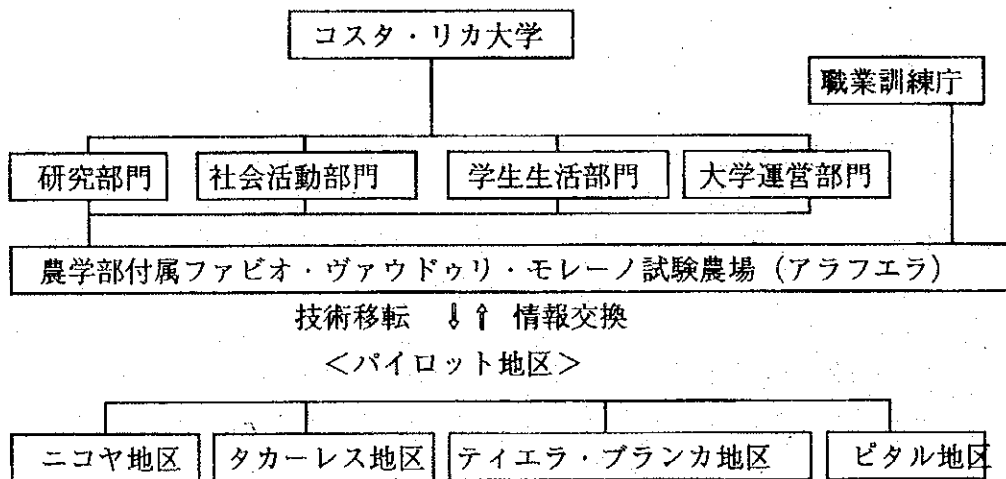 コスタ・リカ大学
職業訓練庁
研究部門 社会活動部門 学生生活部門 大学運営部門
農学部付属ファビオ・ヴァウドゥリ・モレーノ試験農場（アラフエラ）
技術移転 ⇩⇧ 情報交換
＜パイロット地区＞
ニコヤ地区 タカーレス地区 ティエラ・ブランカ地区 ピタル地区